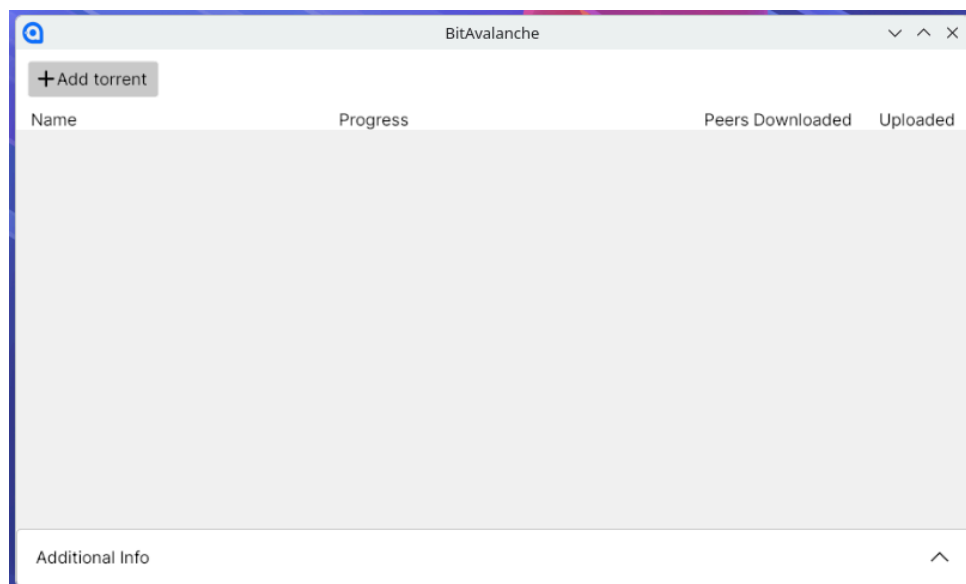 BitAvalanche
Add torrent
Name Progress Peers Downloaded Uploaded
Additional Info